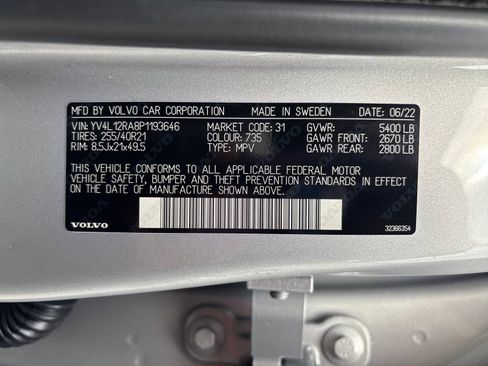 MFD BY VOLVO CAR CORPORATION MADE IN SWEDEN DATE: 06/22
VIN: YV4L12RA8P1193646 MARKET CODE: 31 GVWR: 5400 LB
TIRES: 255/40R21 COLOUR: 735 GAWR FRONT: 2670 LB
RIM: 8.5Jx21x49.5 TYPE: MPV GAWR REAR: 2800 LB
THIS VEHICLE CONFORMS TO ALL APPLICABLE FEDERAL MOTOR
VEHICLE SAFETY, BUMPER AND THEFT PREVENTION STANDARDS IN EFFECT
ON THE DATE OF MANUFACTURE SHOWN ABOVE.
VOLVO 32366354